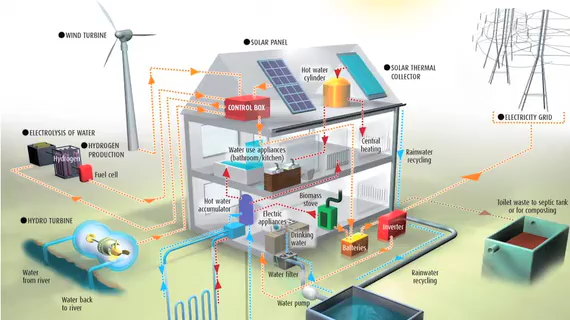 WIND TURBINE
SOLAR PANEL
Hot water
cylinder
SOLAR THERMAL
COLLECTOR
CONTROL BOX
ELECTRICITY GRID
ELECTROLYSIS OF WATER
HYDROGEN
PRODUCTION
Hydrogen
Fuel cell
Water use appliances
(bathroom/kitchen)
Central
heating
Rainwater
recycling
Hot water
accumulator
Biomass
stove
Electric
appliances
Toilet waste to septic tank
or for composting
HYDRO TURBINE
Drinking
water
Batteries
Inverter
Water
from river
Water filter
Rainwater
recycling
Water back
to river
Water pump